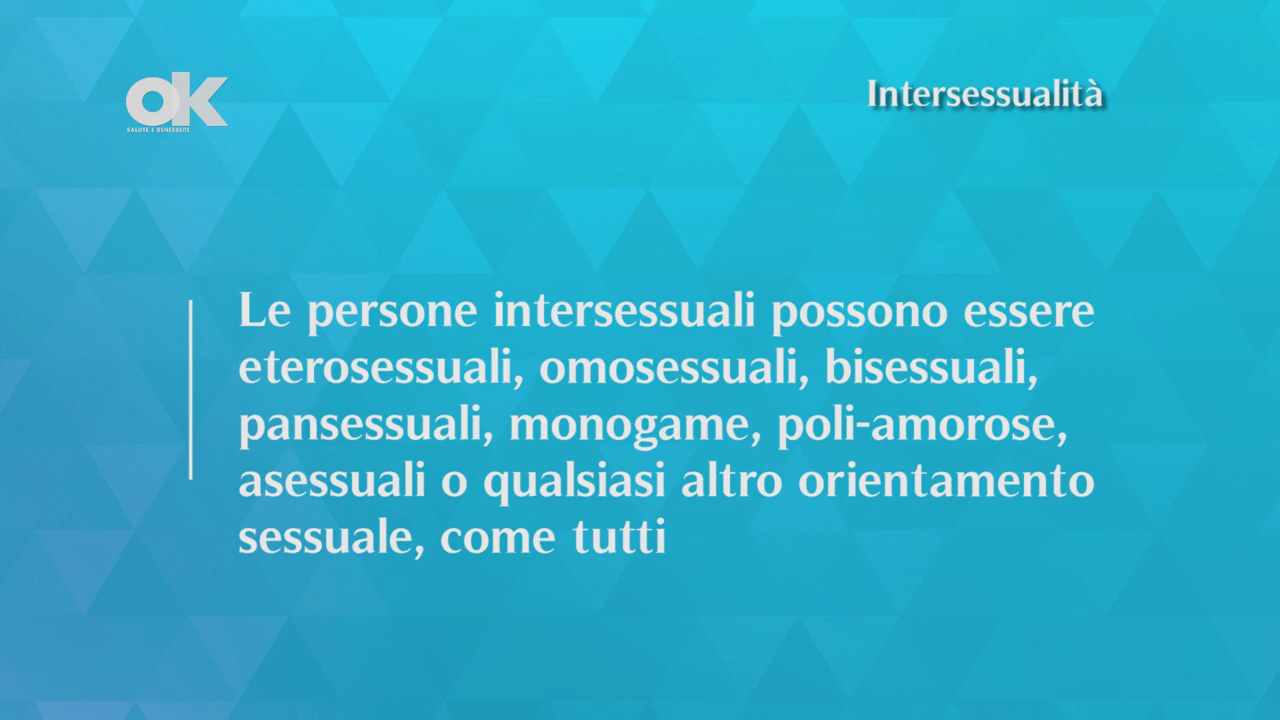 OK
SALUTE E BENESSERE
Intersessualità
Le persone intersessuali possono essere
eterosessuali, omosessuali, bisessuali,
pansessuali, monogame, poli-amorose,
asessuali o qualsiasi altro orientamento
sessuale, come tutti